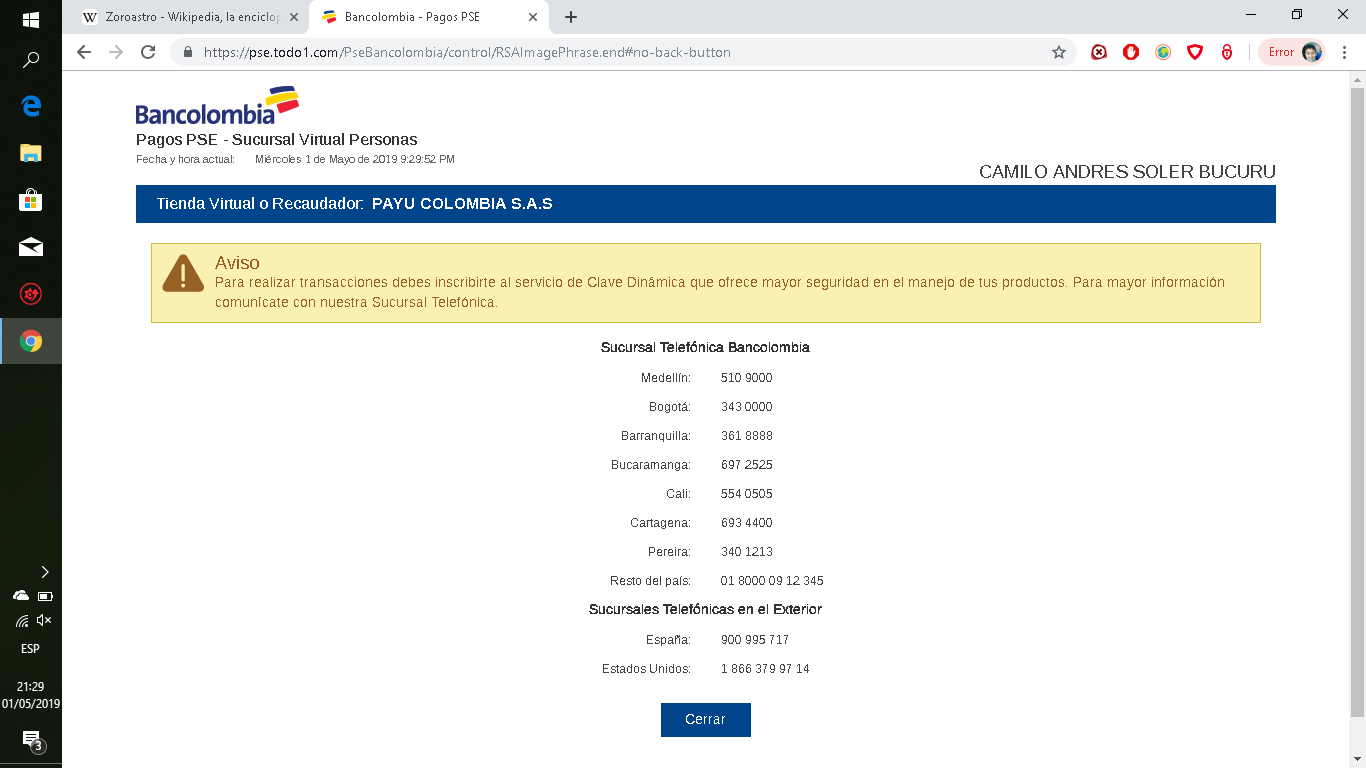 Zoroastro - Wikipedia, la enciclop
Bancolombia - Pagos PSE
https://pse.todo1.com/PseBancolombia/control/RSAImagePhrase.end#no-back-button
Error
Bancolombia
Pagos PSE - Sucursal Virtual Personas
Fecha y hora actual: Miércoles 1 de Mayo de 2019 9:29:52 PM
CAMILO ANDRES SOLER BUCURU
Tienda Virtual o Recaudador: PAYU COLOMBIA S.A.S
Aviso
Para realizar transacciones debes inscribirte al servicio de Clave Dinámica que ofrece mayor seguridad en el manejo de tus productos. Para mayor información
comunícate con nuestra Sucursal Telefónica.
Sucursal Telefónica Bancolombia
Medellín: 510 9000
Bogotá: 343 0000
Barranquilla: 361 8888
Bucaramanga: 697 2525
Cali: 554 0505
Cartagena: 693 4400
Pereira: 340 1213
Resto del país: 01 8000 09 12 345
Sucursales Telefónicas en el Exterior
España: 900 995 717
Estados Unidos: 1 866 379 97 14
Cerrar
ESP
21:29
01/05/2019
3